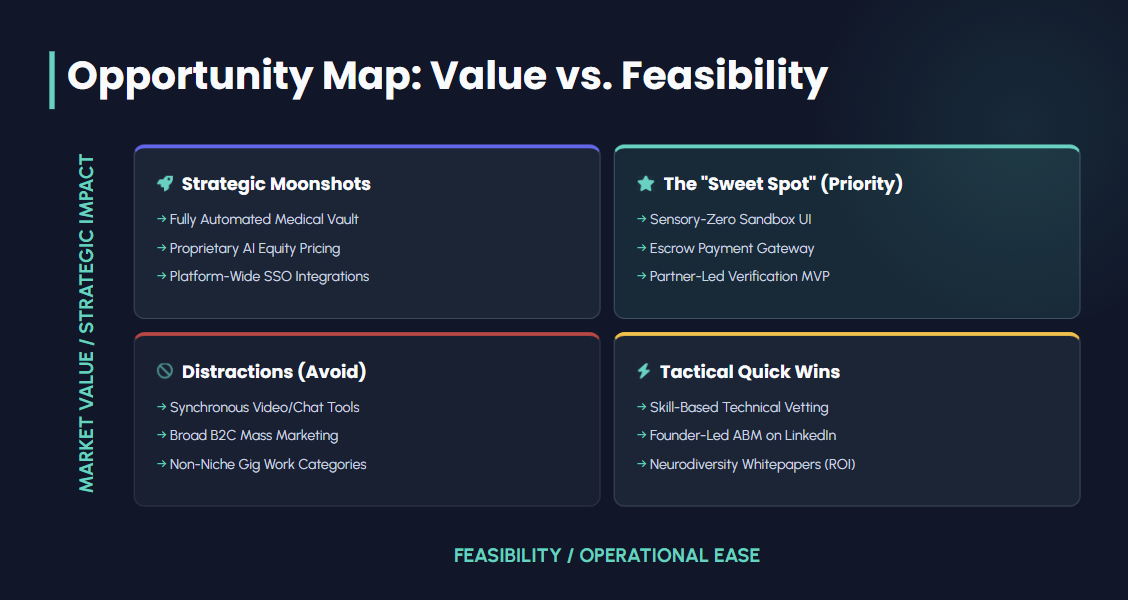 Opportunity Map: Value vs. Feasibility
MARKET VALUE / STRATEGIC IMPACT
Strategic Moonshots
→ Fully Automated Medical Vault
→ Proprietary AI Equity Pricing
→ Platform-Wide SSO Integrations
The "Sweet Spot" (Priority)
→ Sensory-Zero Sandbox UI
→ Escrow Payment Gateway
→ Partner-Led Verification MVP
Distractions (Avoid)
→ Synchronous Video/Chat Tools
→ Broad B2C Mass Marketing
→ Non-Niche Gig Work Categories
Tactical Quick Wins
→ Skill-Based Technical Vetting
→ Founder-Led ABM on LinkedIn
→ Neurodiversity Whitepapers (ROI)
FEASIBILITY / OPERATIONAL EASE